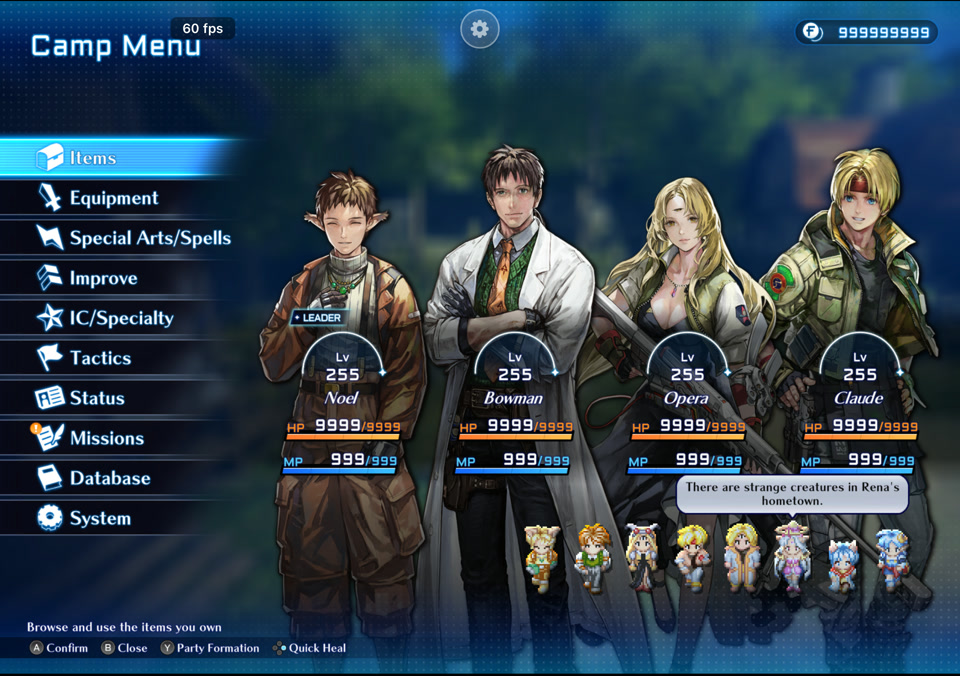 60 fps
Camp Menu
999999999
Items
Equipment
Special Arts/Spells
Improve
IC/Specialty
Tactics
Status
Missions
Database
System
LEADER
Lv
255
Noel
HP 9999/9999
MP 999/999
Lv
255
Bowman
HP 9999/9999
MP 999/999
Lv
255
Opera
HP 9999/9999
MP 999/999
Lv
255
Claude
HP 9999/9999
MP 999/999
There are strange creatures in Rena's
hometown.
Browse and use the items you own
A Confirm B Close Y Party Formation Quick Heal